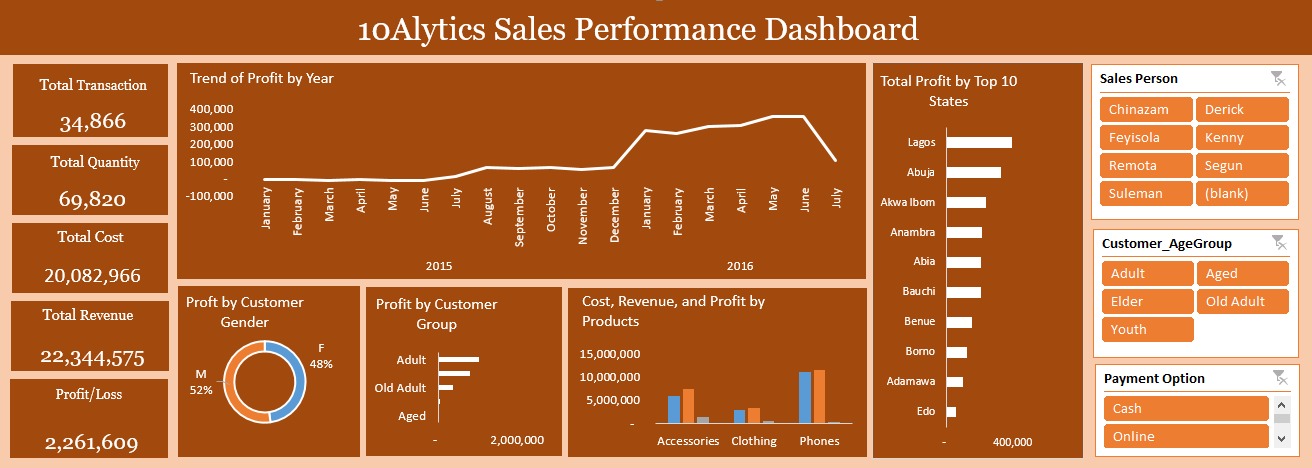 10Alytics Sales Performance Dashboard
Total Transaction
34,866
Total Quantity
69,820
Total Cost
20,082,966
Total Revenue
22,344,575
Profit/Loss
2,261,609
Trend of Profit by Year
400,000
300,000
200,000
100,000
-
-100,000
January
February
March
April
May
June
July
August
September
October
November
December
January
February
March
April
May
June
July
2015
2016
Proft by Customer
Gender
F
48%
M
52%
Profit by Customer
Group
Adult
Old Adult
Aged
-
2,000,000
Cost, Revenue, and Profit by
Products
15,000,000
10,000,000
5,000,000
-
Accessories
Clothing
Phones
Total Profit by Top 10
States
Lagos
Abuja
Akwa Ibom
Anambra
Abia
Bauchi
Benue
Borno
Adamawa
Edo
-
400,000
Sales Person
Chinazam
Derick
Feyisola
Kenny
Remota
Segun
Suleman
(blank)
Customer_AgeGroup
Adult
Aged
Elder
Old Adult
Youth
Payment Option
Cash
Online